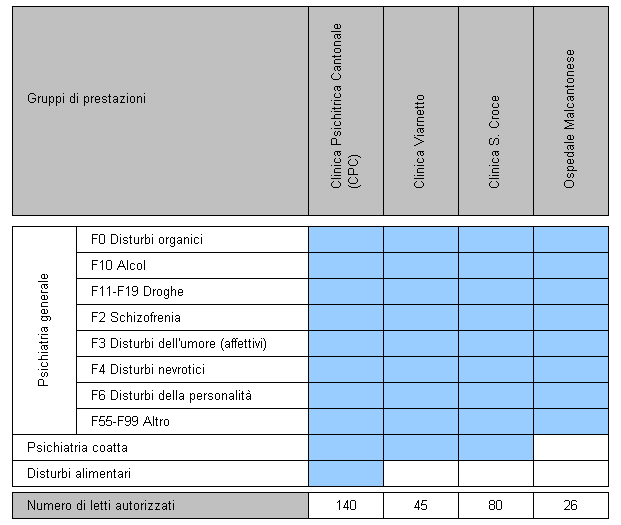 Gruppi di prestazioni
Clinica Psichitrica Cantonale
(CPC)
Clinica Viarnetto
Clinica S. Croce
Ospedale Malcantonese
Psichiatria generale
F0 Disturbi organici
F10 Alcol
F11-F19 Droghe
F2 Schizofrenia
F3 Disturbi dell'umore (affettivi)
F4 Disturbi nevrotici
F6 Disturbi della personalità
F55-F99 Altro
Psichiatria coatta
Disturbi alimentari
Numero di letti autorizzati 140 45 80 26